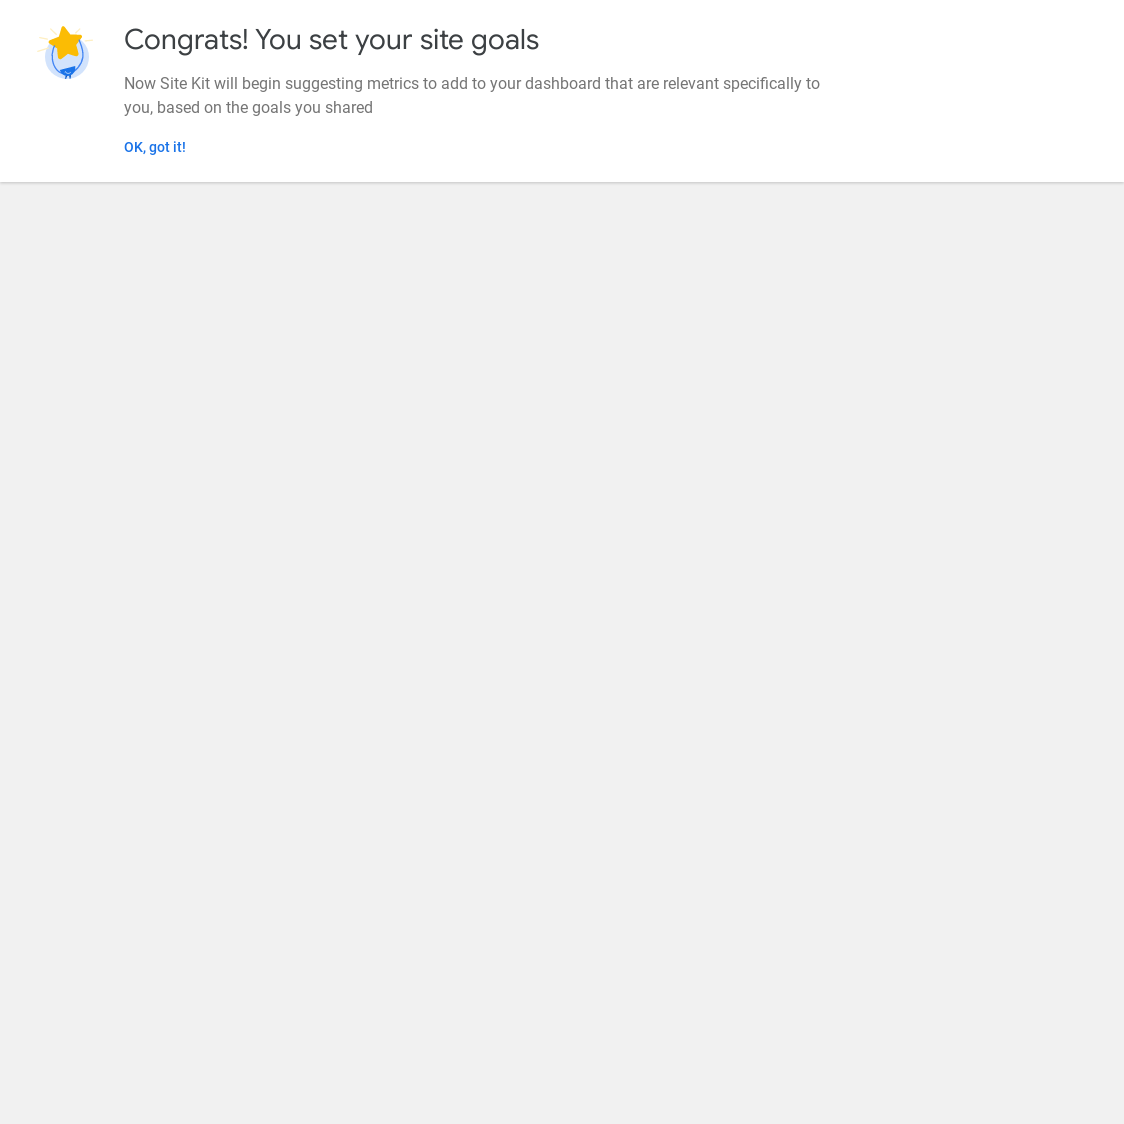 Congrats! You set your site goals
Now Site Kit will begin suggesting metrics to add to your dashboard that are relevant specifically to
you, based on the goals you shared
OK, got it!